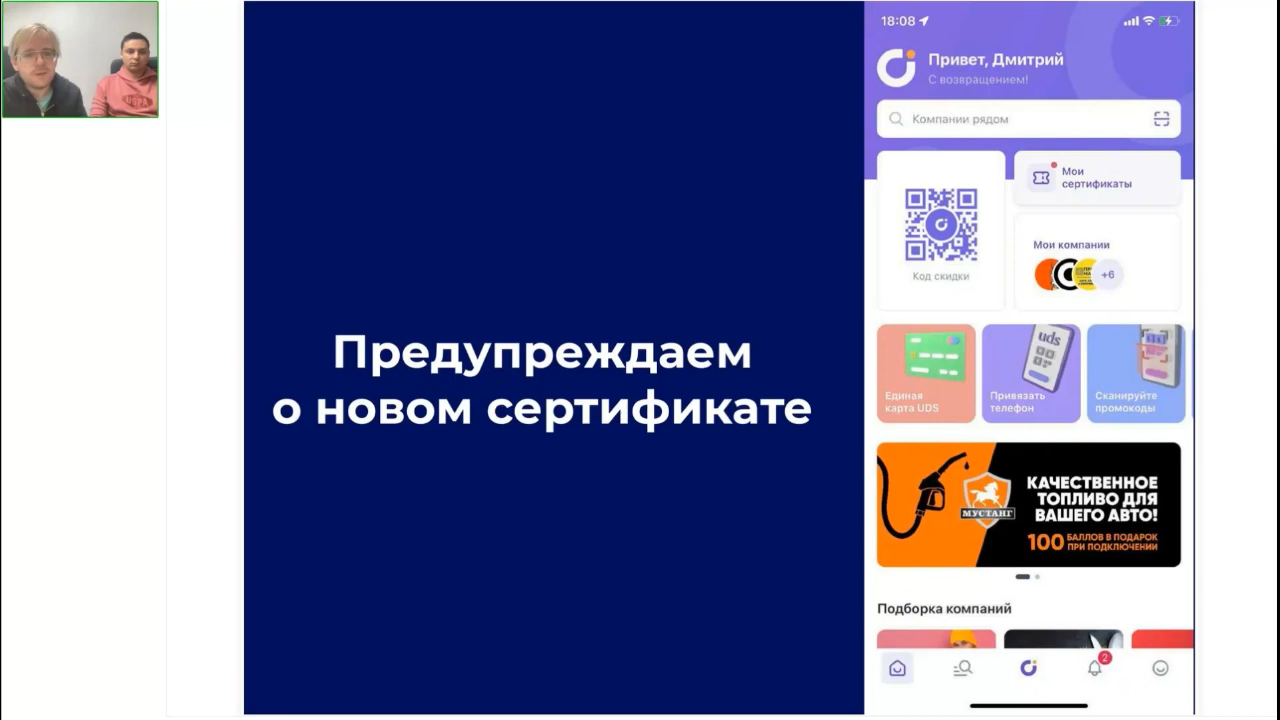 USPA
Предупреждаем
о новом сертификате
18:08
Привет, Дмитрий
С возвращением!
Компании рядом
Код скидки
Мои
сертификаты
Мои компании
+6
Единая
карта UDS
uds
Привязать
телефон
Сканируйте
промокоды
МУСТАНГ
КАЧЕСТВЕННОЕ
ТОПЛИВО ДЛЯ
ВАШЕГО АВТО!
100 БАЛЛОВ В ПОДАРОК
ПРИ ПОДКЛЮЧЕНИИ
Подборка компаний
2